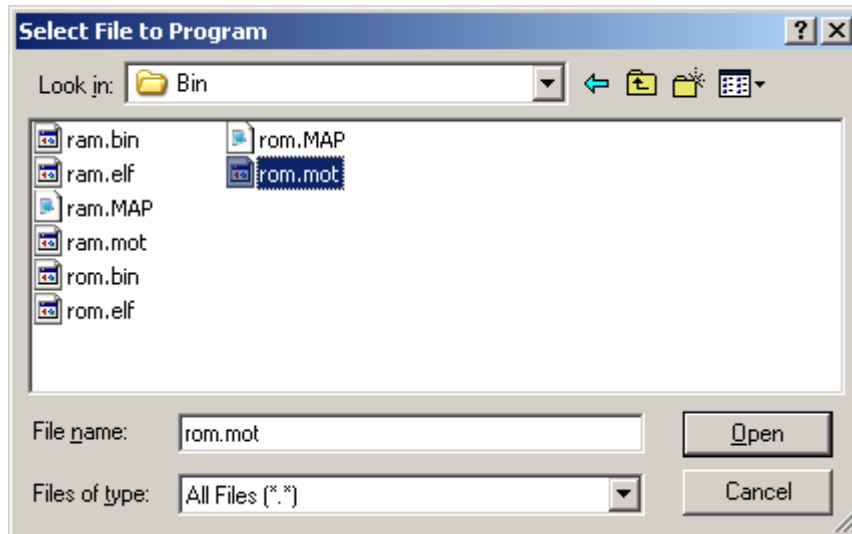 Select File to Program
Look in: Bin
ram.bin
ram.elf
ram.MAP
ram.mot
rom.bin
rom.elf
rom.MAP
rom.mot
File name: rom.mot Open
Files of type: All Files (*.*) Cancel